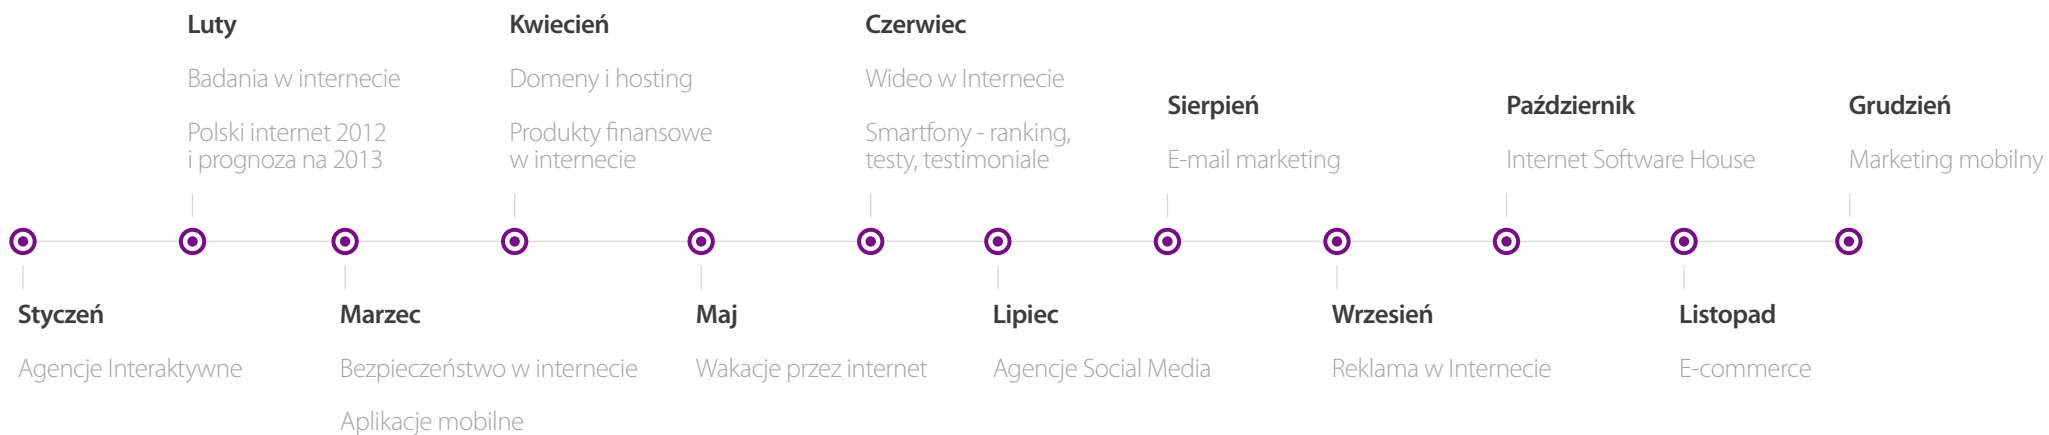 Luty
Badania w internecie
Polski internet 2012
i prognoza na 2013
Kwiecień
Domeny i hosting
Produkty finansowe
w internecie
Czerwiec
Wideo w Internecie
Smartfony - ranking,
testy, testimoniale
Sierpień
E-mail marketing
Październik
Internet Software House
Grudzień
Marketing mobilny
Styczeń
Agencje Interaktywne
Marzec
Bezpieczeństwo w internecie
Aplikacje mobilne
Maj
Wakacje przez internet
Lipiec
Agencje Social Media
Wrzesień
Reklama w Internecie
Listopad
E-commerce